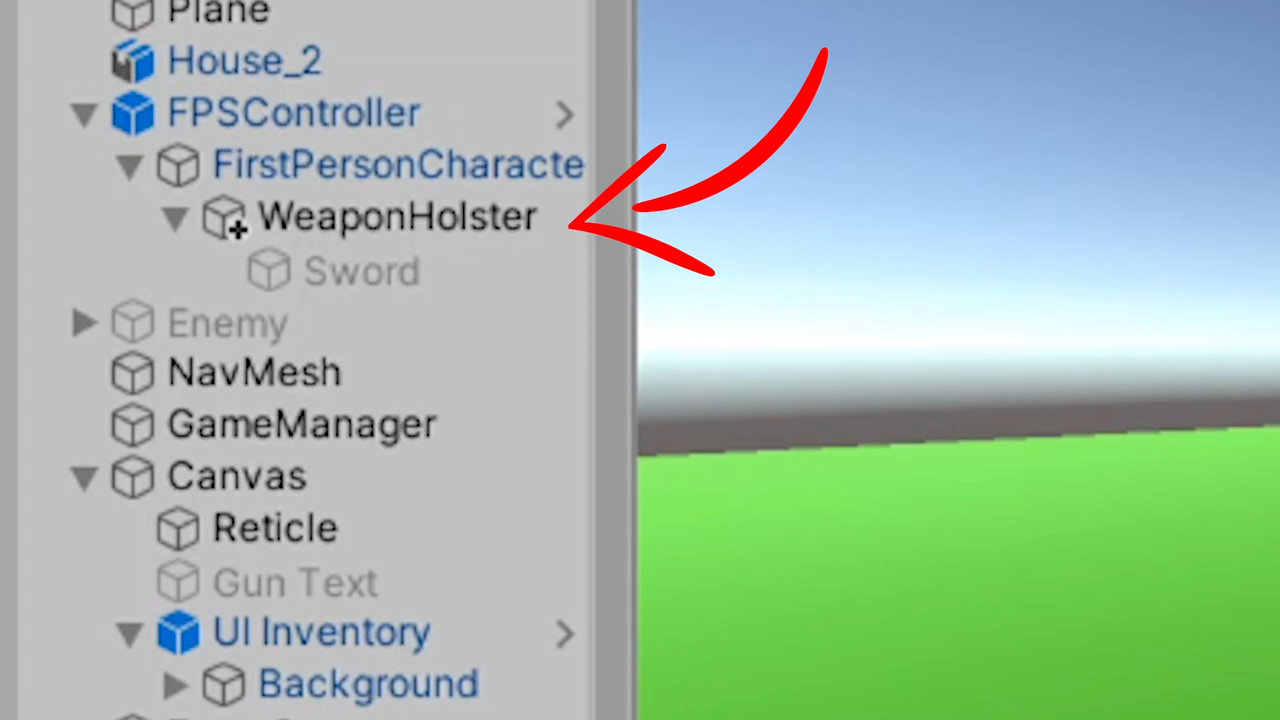 Plane
House_2
FPSController
FirstPersonCharacte
WeaponHolster
Sword
Enemy
NavMesh
GameManager
Canvas
Reticle
Gun Text
UI Inventory
Background